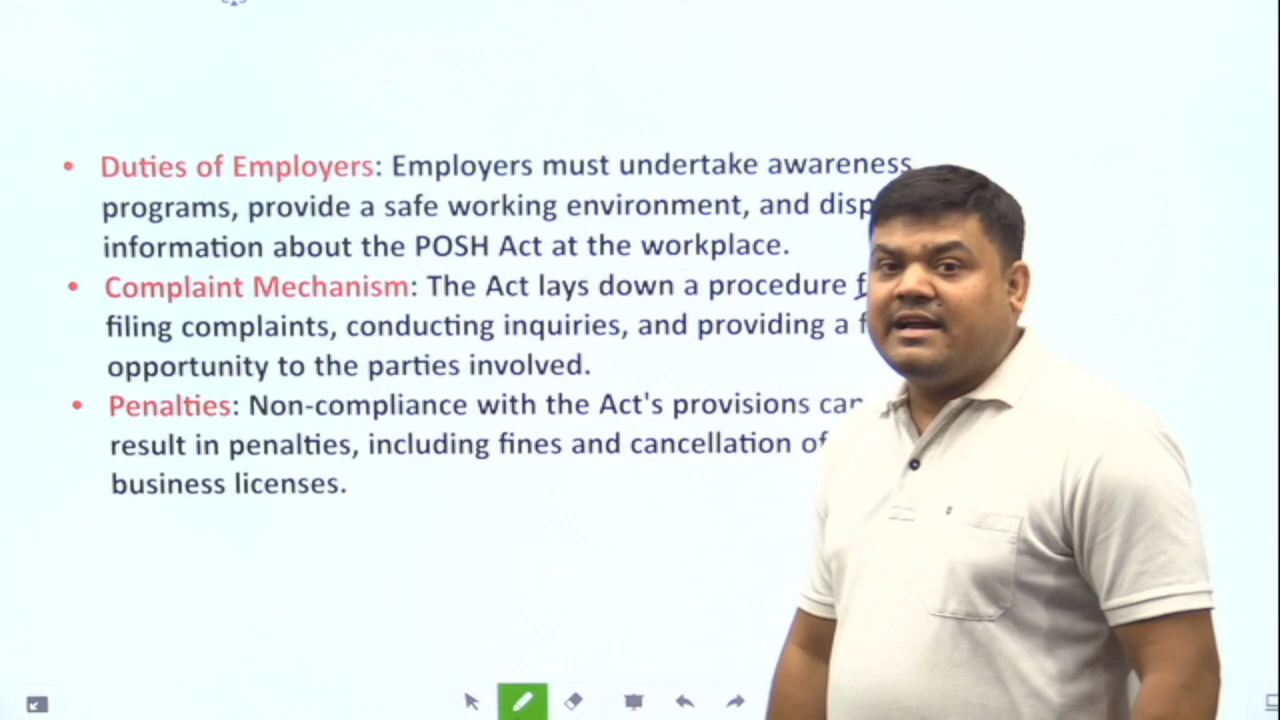 • Duties of Employers: Employers must undertake awareness
programs, provide a safe working environment, and
information about the POSH Act at the workplace.
• Complaint Mechanism: The Act lays down a procedure
filing complaints, conducting inquiries, and providing a
opportunity to the parties involved.
• Penalties: Non-compliance with the Act's provisions can
result in penalties, including fines and cancellation of
business licenses.